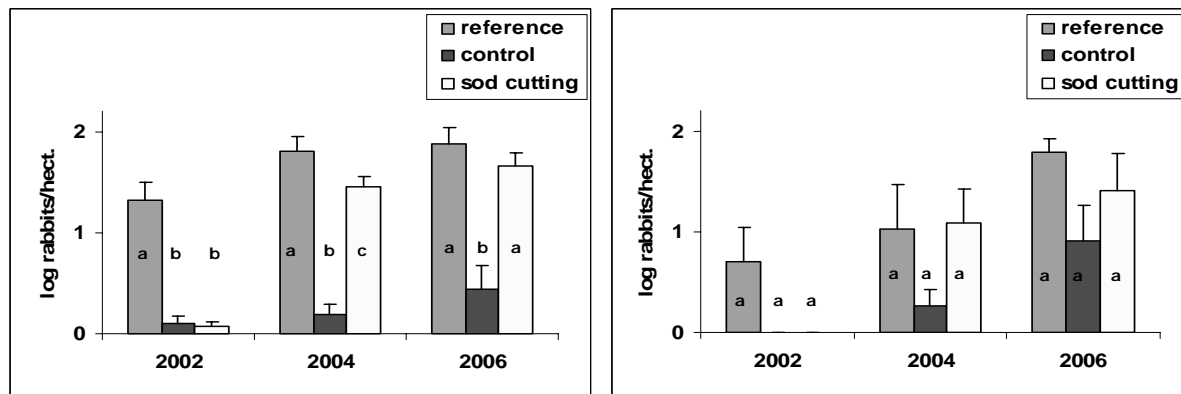 reference
control
sod cutting
log rabbits/hect.
2
1
0
a b b
a b c
a b a
2002 2004 2006
reference
control
sod cutting
log rabbits/hect.
2
1
0
a a a
a a a
a a a
2002 2004 2006